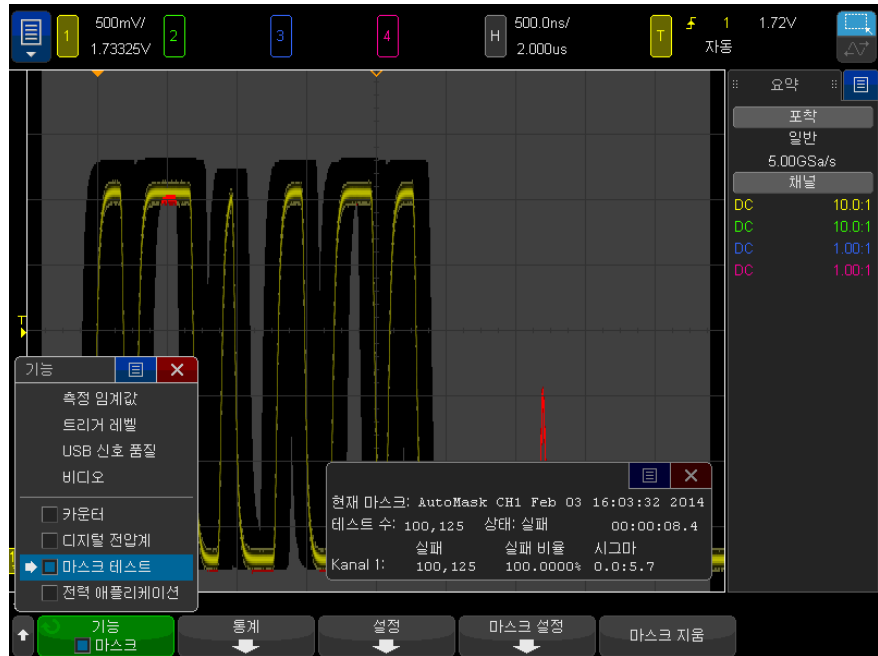 1 500mV/ 1.73325V
2
3
4
H 500.0ns/ 2.000us
T 1 1.72V 자동
요약
포착
일반
5.00GSa/s
채널
DC 10.0:1
DC 10.0:1
DC 1.00:1
DC 1.00:1
T
기능
측정 임계값
트리거 레벨
USB 신호 품질
비디오
카운터
디지털 전압계
마스크 테스트
전력 애플리케이션
현재 마스크: AutoMask CH1 Feb 03 16:03:32 2014
테스트 수: 100,125 상태: 실패 00:00:08.4
실패 실패 비율 시그마
Kanal 1: 100,125 100.0000% 0.0:5.7
기능 마스크
통계
설정
마스크 설정
마스크 지움